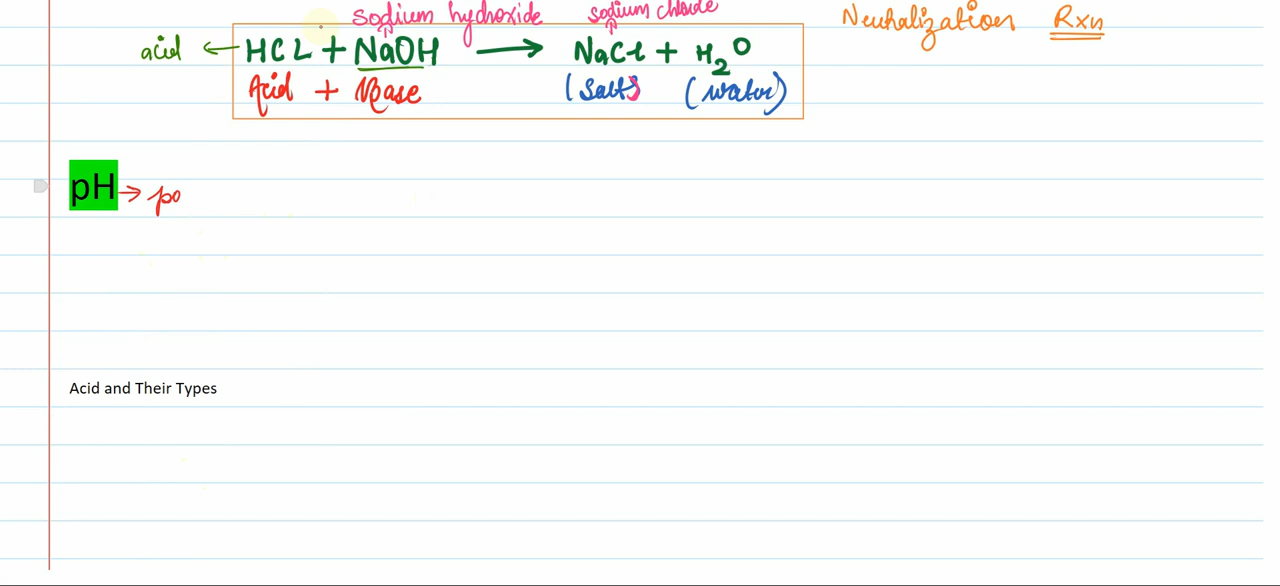 sodium hydroxide sodium chloride Neutralization Rxn
acid ← HCL + NaOH → NaCl + H2O
Acid + Base (Salts (water)
pH → po
Acid and Their Types